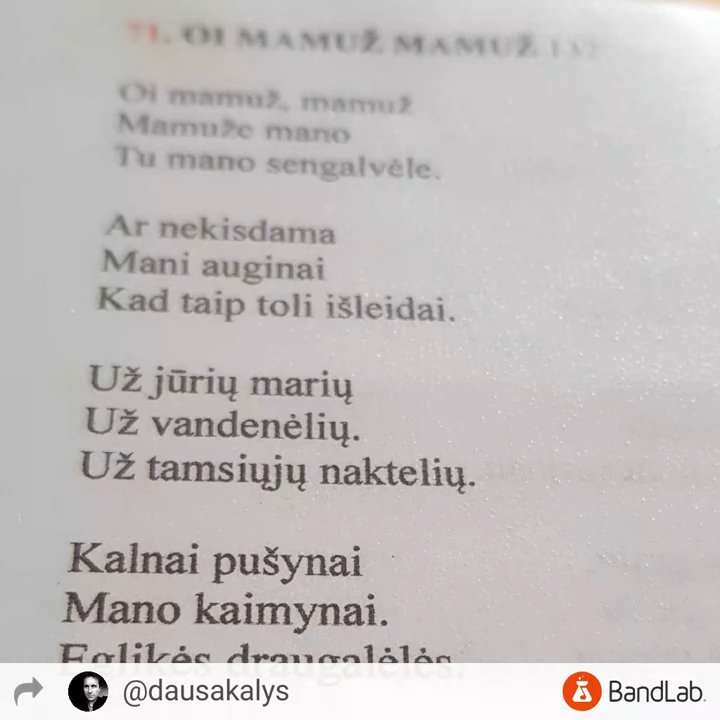 71. OI MAMUŽ MAMUŽ 132
Oi mamuž, mamuž
Mamuže mano
Tu mano sengalvėle.
Ar nekisdama
Mani auginai
Kad taip toli išleidai.
Už jūrių marių
Už vandenėlių.
Už tamsiųjų naktelių.
Kalnai pušynai
Mano kaimynai.
Eglikės draugalėlės.
@dausakalys
BandLab.